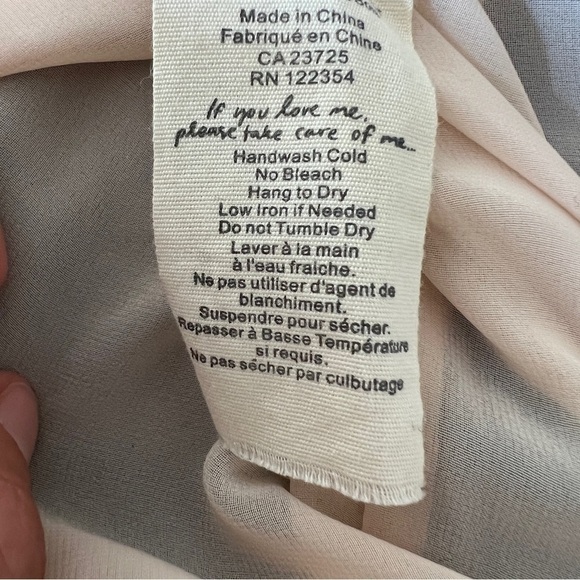 Made in China
Fabriqué en Chine
CA 23725
RN 122354
If you love me,
please take care of me...
Handwash Cold
No Bleach
Hang to Dry
Low Iron if Needed
Do not Tumble Dry
Laver à la main
à l'eau fraiche.
Ne pas utiliser d'agent de
blanchiment.
Suspendre pour sécher.
Repasser à Basse Température
si requis.
Ne pas sécher par culbutage